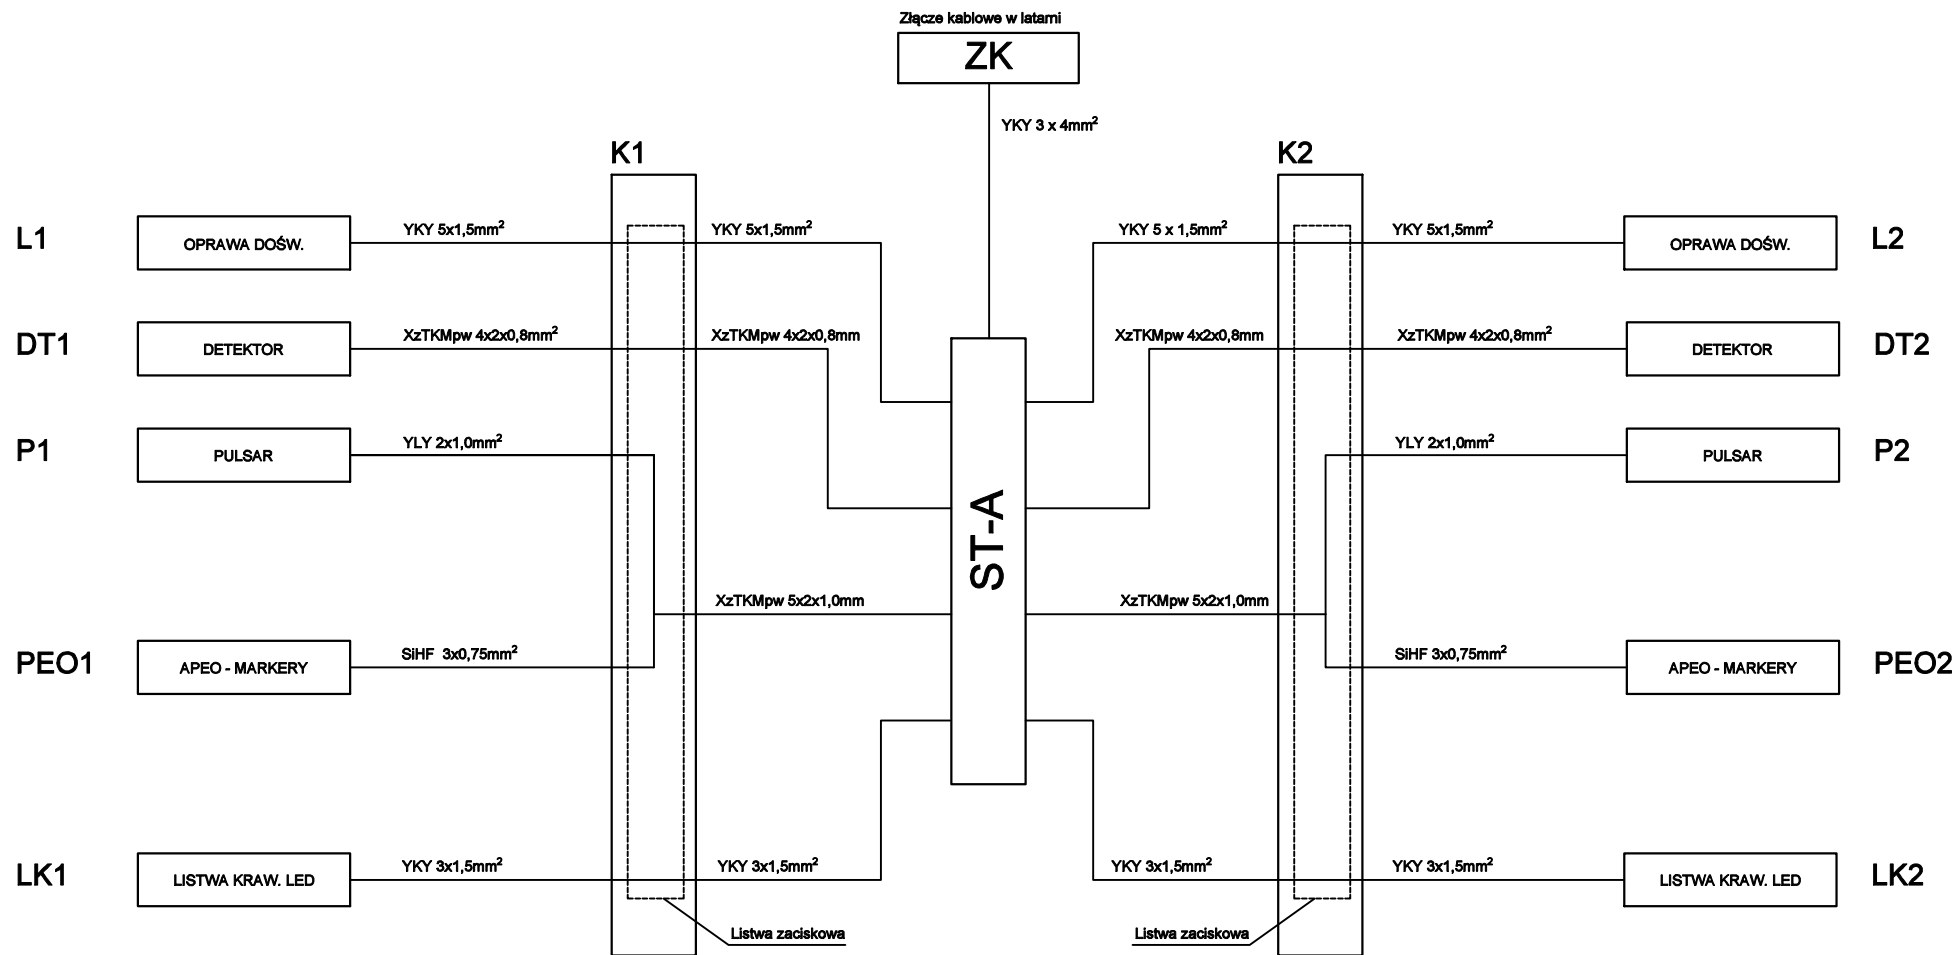 Złącze kablowe w latarni
ZK
YKY 3 x 4mm²
K1
K2
L1
OPRAWA DOŚW.
YKY 5x1,5mm²
YKY 5x1,5mm²
YKY 5 x 1,5mm²
YKY 5x1,5mm²
OPRAWA DOŚW.
L2
DT1
DETEKTOR
XzTKMpw 4x2x0,8mm²
XzTKMpw 4x2x0,8mm
XzTKMpw 4x2x0,8mm
XzTKMpw 4x2x0,8mm²
DETEKTOR
DT2
P1
PULSAR
YLY 2x1,0mm²
YLY 2x1,0mm²
PULSAR
P2
ST-A
XzTKMpw 5x2x1,0mm
XzTKMpw 5x2x1,0mm
PEO1
APEO - MARKERY
SiHF 3x0,75mm²
SiHF 3x0,75mm²
APEO - MARKERY
PEO2
LK1
LISTWA KRAW. LED
YKY 3x1,5mm²
YKY 3x1,5mm²
YKY 3x1,5mm²
YKY 3x1,5mm²
LISTWA KRAW. LED
LK2
Listwa zaciskowa
Listwa zaciskowa